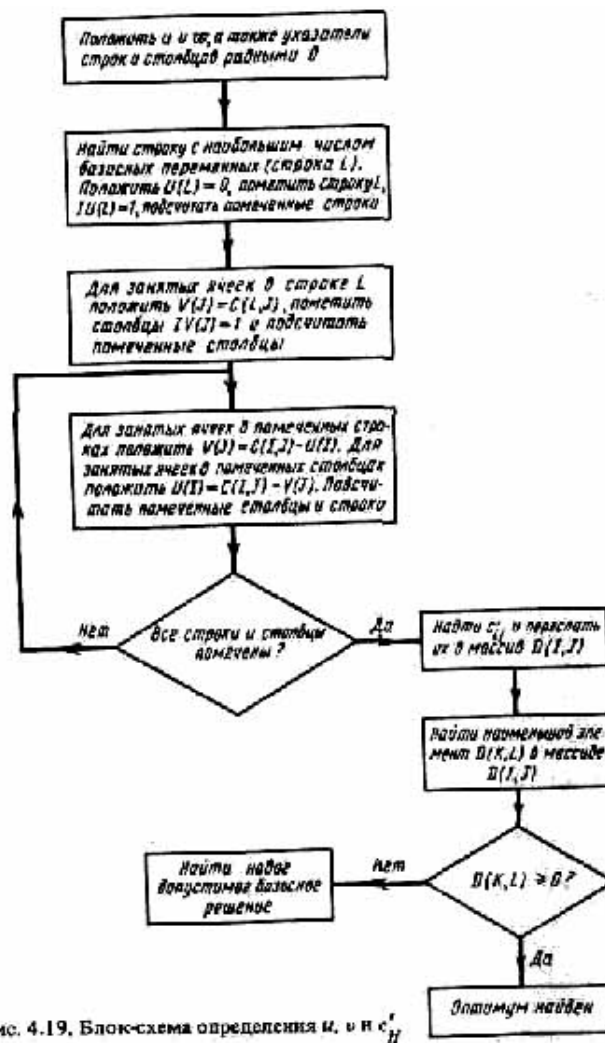 Положить u и v, а также указатели
строк и столбцов равными 0
Найти строку с наибольшим числом
базисных переменных (строка L).
Положить U(L) = 0, пометить строку L,
IU(L)=1, подсчитать помеченные строки
Для занятых ячеек в строке L
положить V(J)=C(L,J), пометить
столбцы IV(J)=1 и подсчитать
помеченные столбцы
Для занятых ячеек в помеченных стро-
ках положить V(J)=C(I,J)-U(I). Для
занятых ячеек в помеченных столбцах
положить U(I)=C(I,J)-V(J). Подсчи-
тать помеченные столбцы и строки
Все строки и столбцы
помечены?
Нет
Да
Найти c'ij и переслать
их в массив D(I,J)
Найти наименьший эле-
мент D(K,L) в массиве
D(I,J)
D(K,L) ≥ 0?
Нет
Найти новое
допустимое базисное
решение
Да
Оптимум найден
ис. 4.19. Блок-схема определения u, v и c'